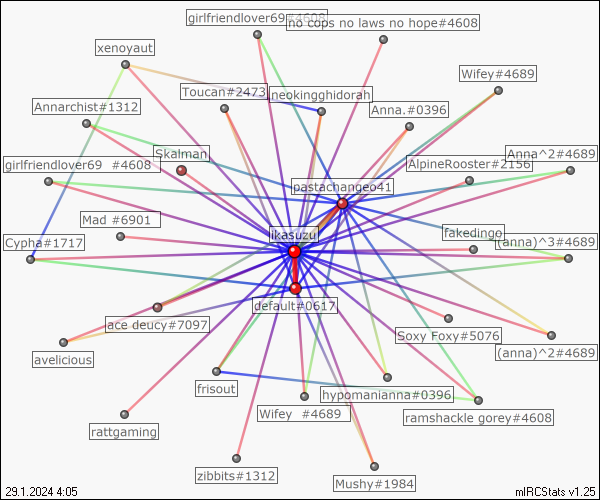 girlfriendlover69#4608
no cops no laws no hope#4608
xenoyaut
Wifey#4689
Toucan#2473
neokingghidorah
Annarchist#1312
Anna.#0396
Skalman
Anna^2#4689
girlfriendlover69  #4608
AlpineRooster#2156
pastachangeo41
Mad #6901
ikasuzu
fakedingo
Cypha#1717
(anna)^3#4689
default#0617
ace deucy#7097
Soxy Foxy#5076
avelicious
(anna)^2#4689
frisout
hypomanianna#0396
Wifey  #4689
ramshackle gorey#4608
rattgaming
zibbits#1312
Mushy#1984
29.1.2024 4:05
mIRCStats v1.25